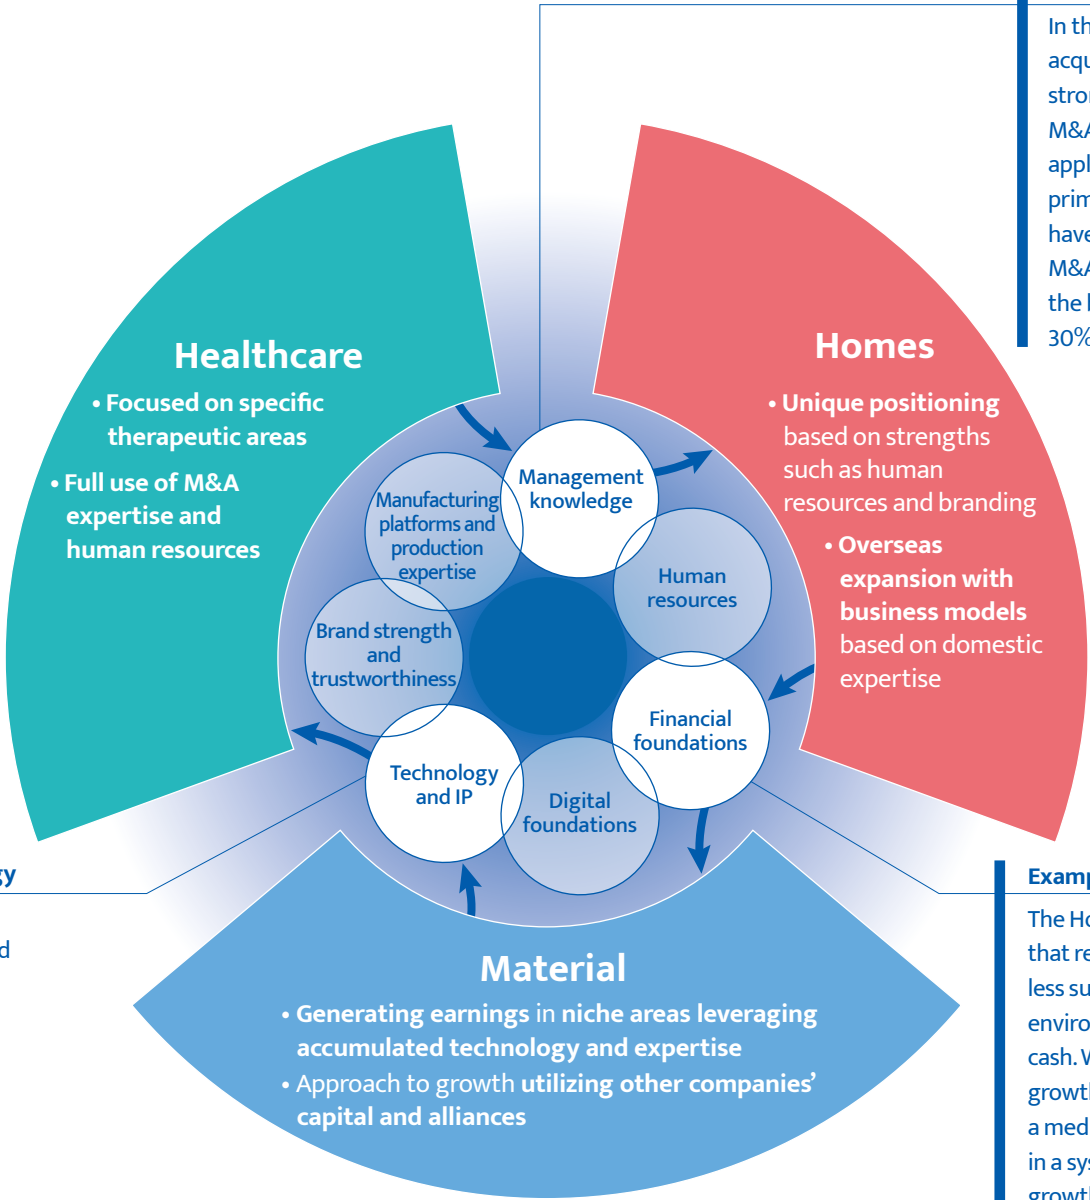 In th
acqu
stron
M&A
appl
prim
have
M&A
the b
30%
Healthcare
• Focused on specific
therapeutic areas
• Full use of M&A
expertise and
human resources
Homes
• Unique positioning
based on strengths
such as human
resources and branding
• Overseas
expansion with
business models
based on domestic
expertise
Management
knowledge
Manufacturing
platforms and
production
expertise
Human
resources
Brand strength
and
trustworthiness
Financial
foundations
Technology
and IP
Digital
foundations
gy
d
Material
• Generating earnings in niche areas leveraging
accumulated technology and expertise
• Approach to growth utilizing other companies’
capital and alliances
Examp
The Ho
that re
less su
enviro
cash. W
growth
a med
in a sys
growth